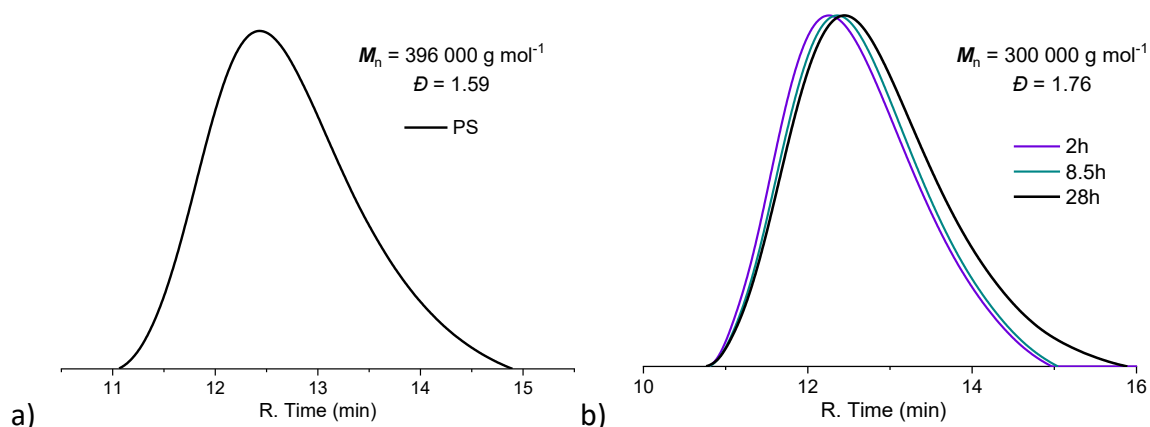 Mn = 396 000 g mol-1
Đ = 1.59
PS
11 12 13 14 15
R. Time (min)
a)
Mn = 300 000 g mol-1
Đ = 1.76
2h
8.5h
28h
10 12 14 16
R. Time (min)
b)